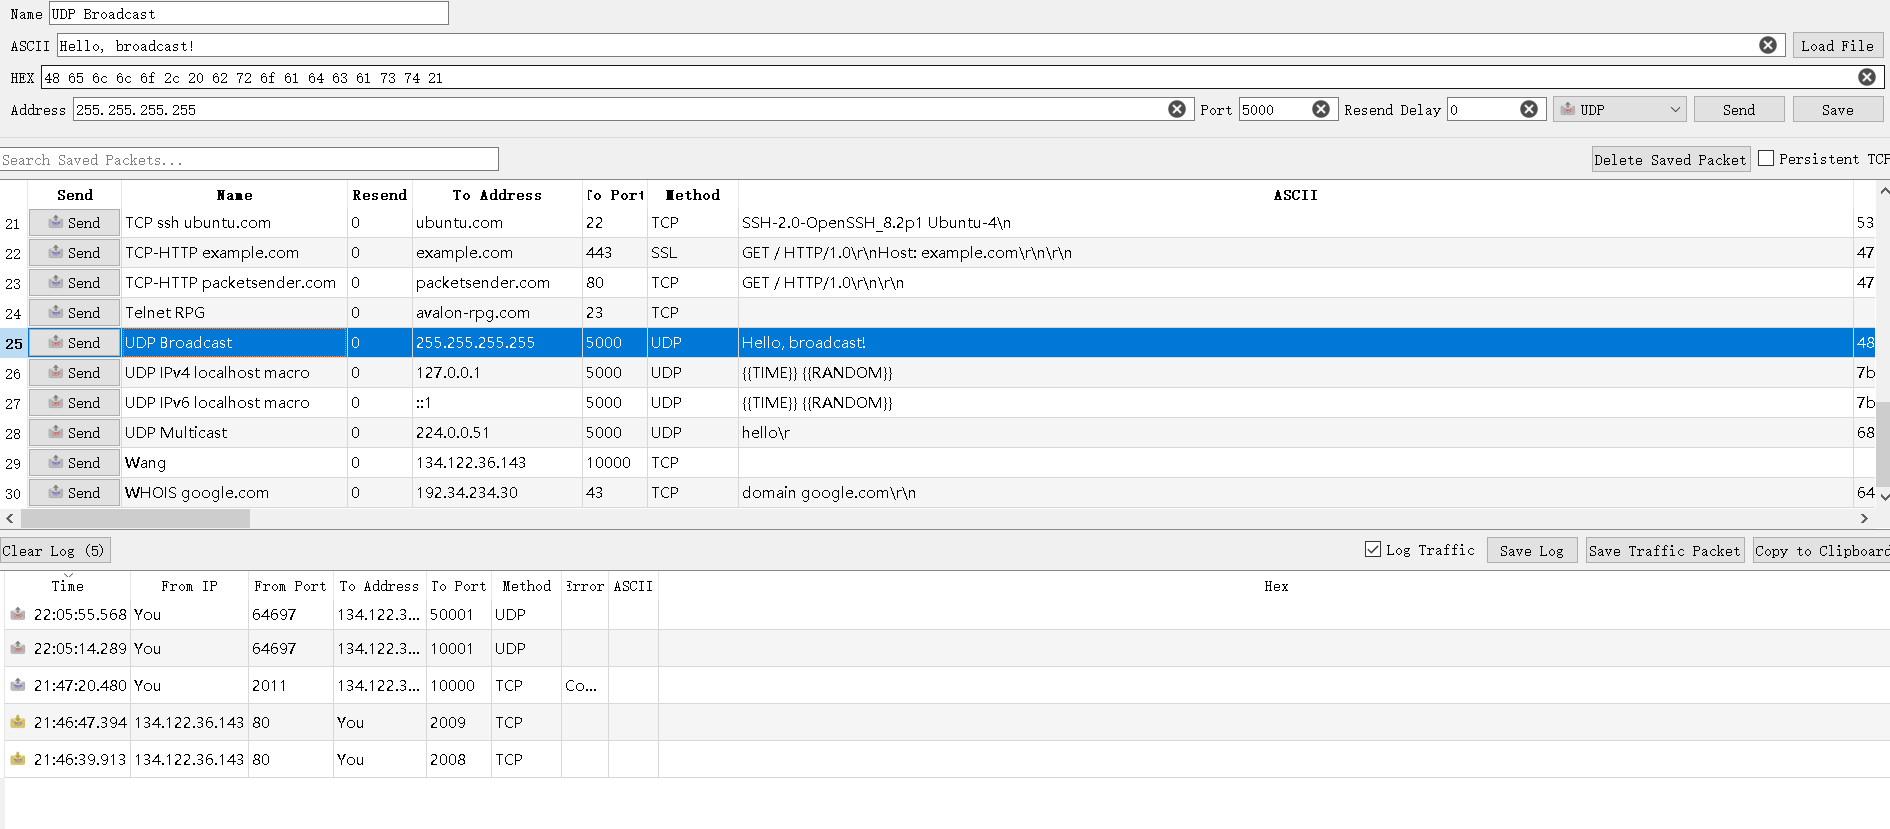 Name UDP Broadcast
ASCII Hello, broadcast! Load File
HEX 48 65 6c 6c 6f 2c 20 62 72 6f 61 64 63 61 73 74 21
Address 255.255.255.255 Port 5000 Resend Delay 0 UDP Send Save
Search Saved Packets... Delete Saved Packet Persistent TCP
Send Name Resend To Address To Port Method ASCII
21 Send TCP ssh ubuntu.com 0 ubuntu.com 22 TCP SSH-2.0-OpenSSH_8.2p1 Ubuntu-4\n 53
22 Send TCP-HTTP example.com 0 example.com 443 SSL GET / HTTP/1.0\r\nHost: example.com\r\n\r\n 47
23 Send TCP-HTTP packetsender.com 0 packetsender.com 80 TCP GET / HTTP/1.0\r\n\r\n 47
24 Send Telnet RPG 0 avalon-rpg.com 23 TCP
25 Send UDP Broadcast 0 255.255.255.255 5000 UDP Hello, broadcast! 48
26 Send UDP IPv4 localhost macro 0 127.0.0.1 5000 UDP {{TIME}} {{RANDOM}} 7b
27 Send UDP IPv6 localhost macro 0 ::1 5000 UDP {{TIME}} {{RANDOM}} 7b
28 Send UDP Multicast 0 224.0.0.51 5000 UDP hello\r 68
29 Send Wang 0 134.122.36.143 10000 TCP
30 Send WHOIS google.com 0 192.34.234.30 43 TCP domain google.com\r\n 64
Clear Log (5) Log Traffic Save Log Save Traffic Packet Copy to Clipboard
Time From IP From Port To Address To Port Method Error ASCII Hex
22:05:55.568 You 64697 134.122.3... 50001 UDP
22:05:14.289 You 64697 134.122.3... 10001 UDP
21:47:20.480 You 2011 134.122.3... 10000 TCP Co...
21:46:47.394 134.122.36.143 80 You 2009 TCP
21:46:39.913 134.122.36.143 80 You 2008 TCP